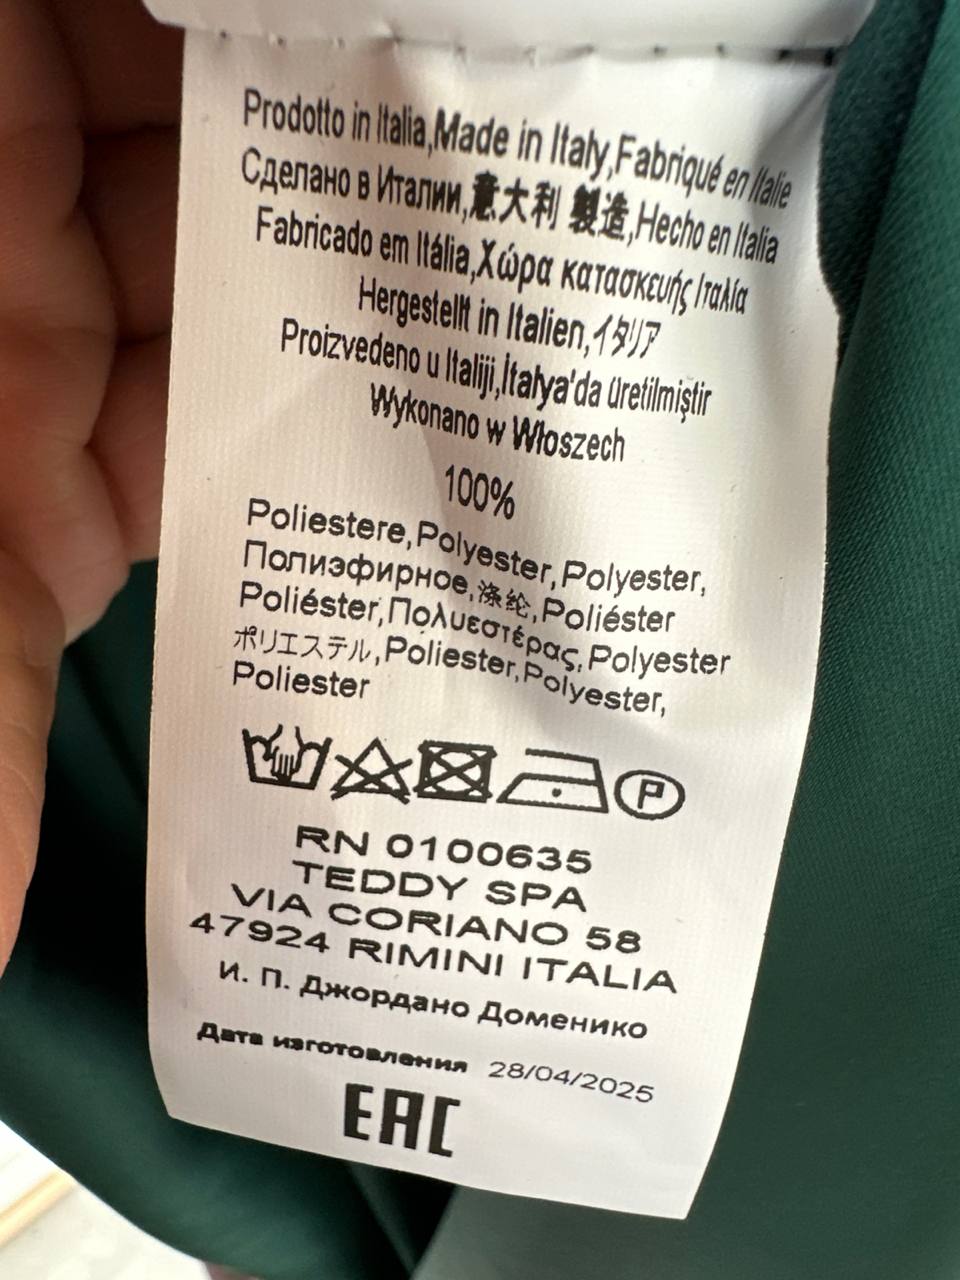 Prodotto in Italia,Made in Italy,Fabriqué en Italie
Сделано в Италии,意大利 製造,Hecho en Italia
Fabricado em Itália,Χώρα κατασκευής Ιταλία
Hergestellt in Italien,イタリア
Proizvedeno u Italiji,İtalya'da üretilmiştir
Wykonano w Włoszech
100%
Poliestere,Polyester,Polyester,
Полиэфирное,涤纶,Poliéster
Poliéster,Πολυεστέρας,Polyester
ポリエステル,Poliester,Polyester,
Poliester
P
RN 0100635
TEDDY SPA
VIA CORIANO 58
47924 RIMINI ITALIA
И. П. Джордано Доменико
Дата изготовления 28/04/2025
EAC